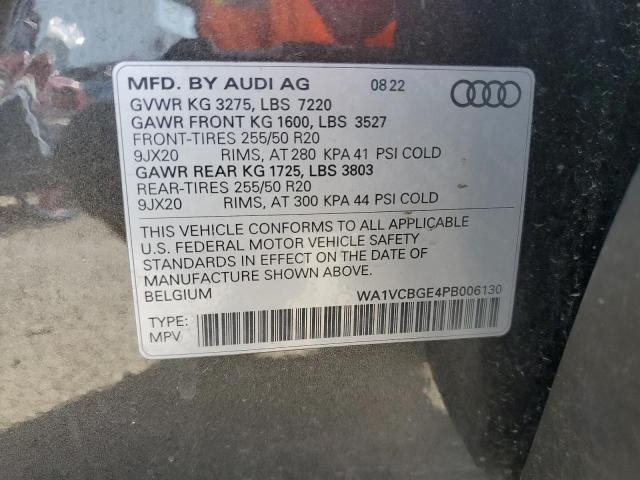 MFD. BY AUDI AG 08 22
GVWR KG 3275, LBS 7220
GAWR FRONT KG 1600, LBS 3527
FRONT-TIRES 255/50 R20
9JX20 RIMS, AT 280 KPA 41 PSI COLD
GAWR REAR KG 1725, LBS 3803
REAR-TIRES 255/50 R20
9JX20 RIMS, AT 300 KPA 44 PSI COLD
THIS VEHICLE CONFORMS TO ALL APPLICABLE
U.S. FEDERAL MOTOR VEHICLE SAFETY
STANDARDS IN EFFECT ON THE DATE OF
MANUFACTURE SHOWN ABOVE.
BELGIUM WA1VCBGE4PB006130
TYPE:
MPV